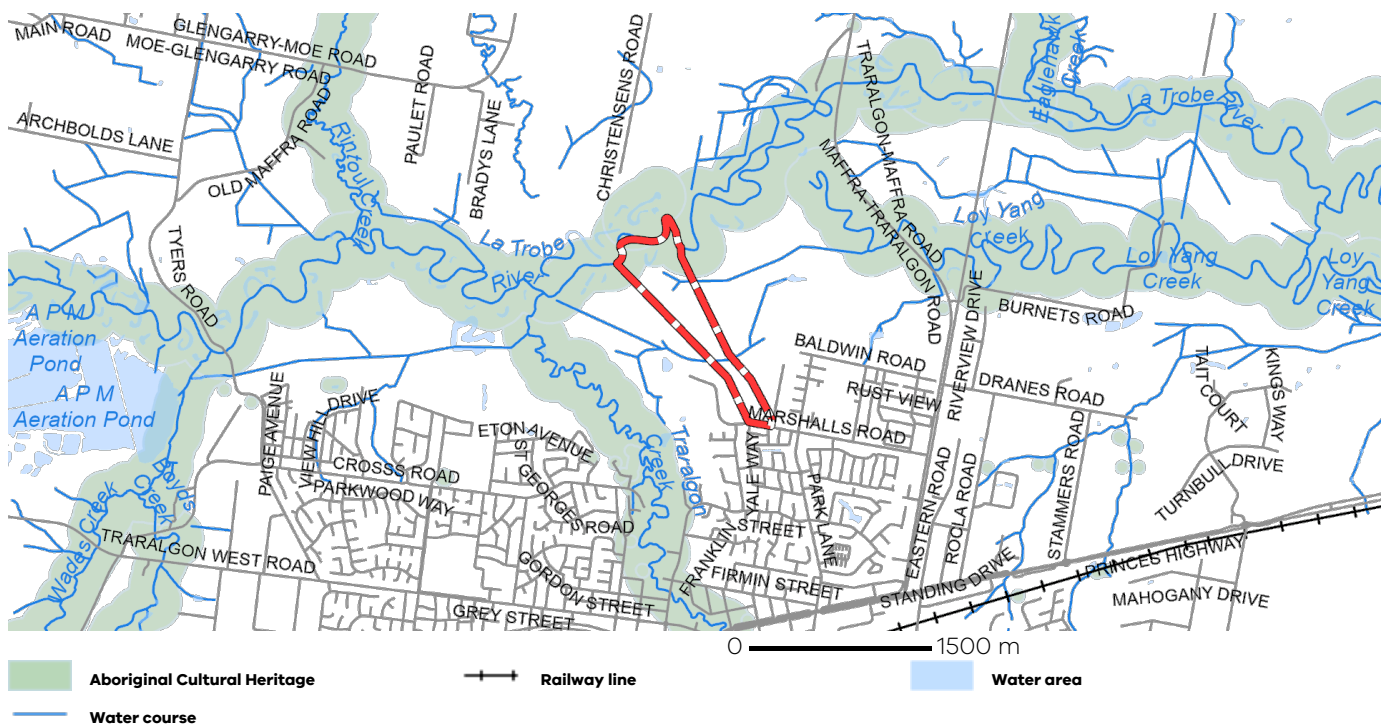 GLENGARRY-MOE ROAD
MAIN ROAD
MOE-GLENGARRY ROAD
ARCHBOLDS LANE
OLD MAFFRA ROAD
PAULET ROAD
BRADYS LANE
CHRISTENSENS ROAD
TRARALGON-MAFFRA ROAD
MAFFRA-TRARALGON ROAD
Eaglehawk
Creek
La Trobe River
Rintoul
Creek
TYERS ROAD
La Trobe
River
Loy Yang
Creek
Loy Yang
Creek
Loy
Yang
Creek
A P M
Aeration
Pond
A P M
Aeration Pond
BURNETS ROAD
RIVERVIEW DRIVE
BALDWIN ROAD
RUST VIEW
DRANES ROAD
TAIT COURT
KINGS WAY
PAIGE AVENUE
VIEW HILL DRIVE
ETON AVENUE
ST GEORGES ROAD
CROSSS ROAD
PARKWOOD WAY
Traralgon
Creek
MARSHALLS ROAD
YALE WAY
PARK LANE
EASTERN ROAD
ROCLA ROAD
STAMMERS ROAD
TURNBULL DRIVE
Boyds
Creek
Wades Creek
TRARALGON WEST ROAD
GORDON STREET
GREY STREET
FRANKLIN STREET
FIRMIN STREET
STANDING DRIVE
PRINCES HIGHWAY
MAHOGANY DRIVE
0 1500 m
Aboriginal Cultural Heritage
Railway line
Water area
Water course